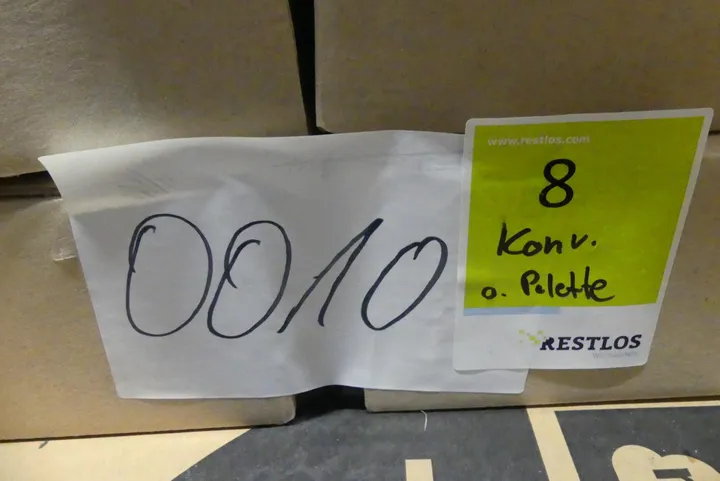 0010
www.restlos.com
8
Konv.
o. Palette
RESTLOS